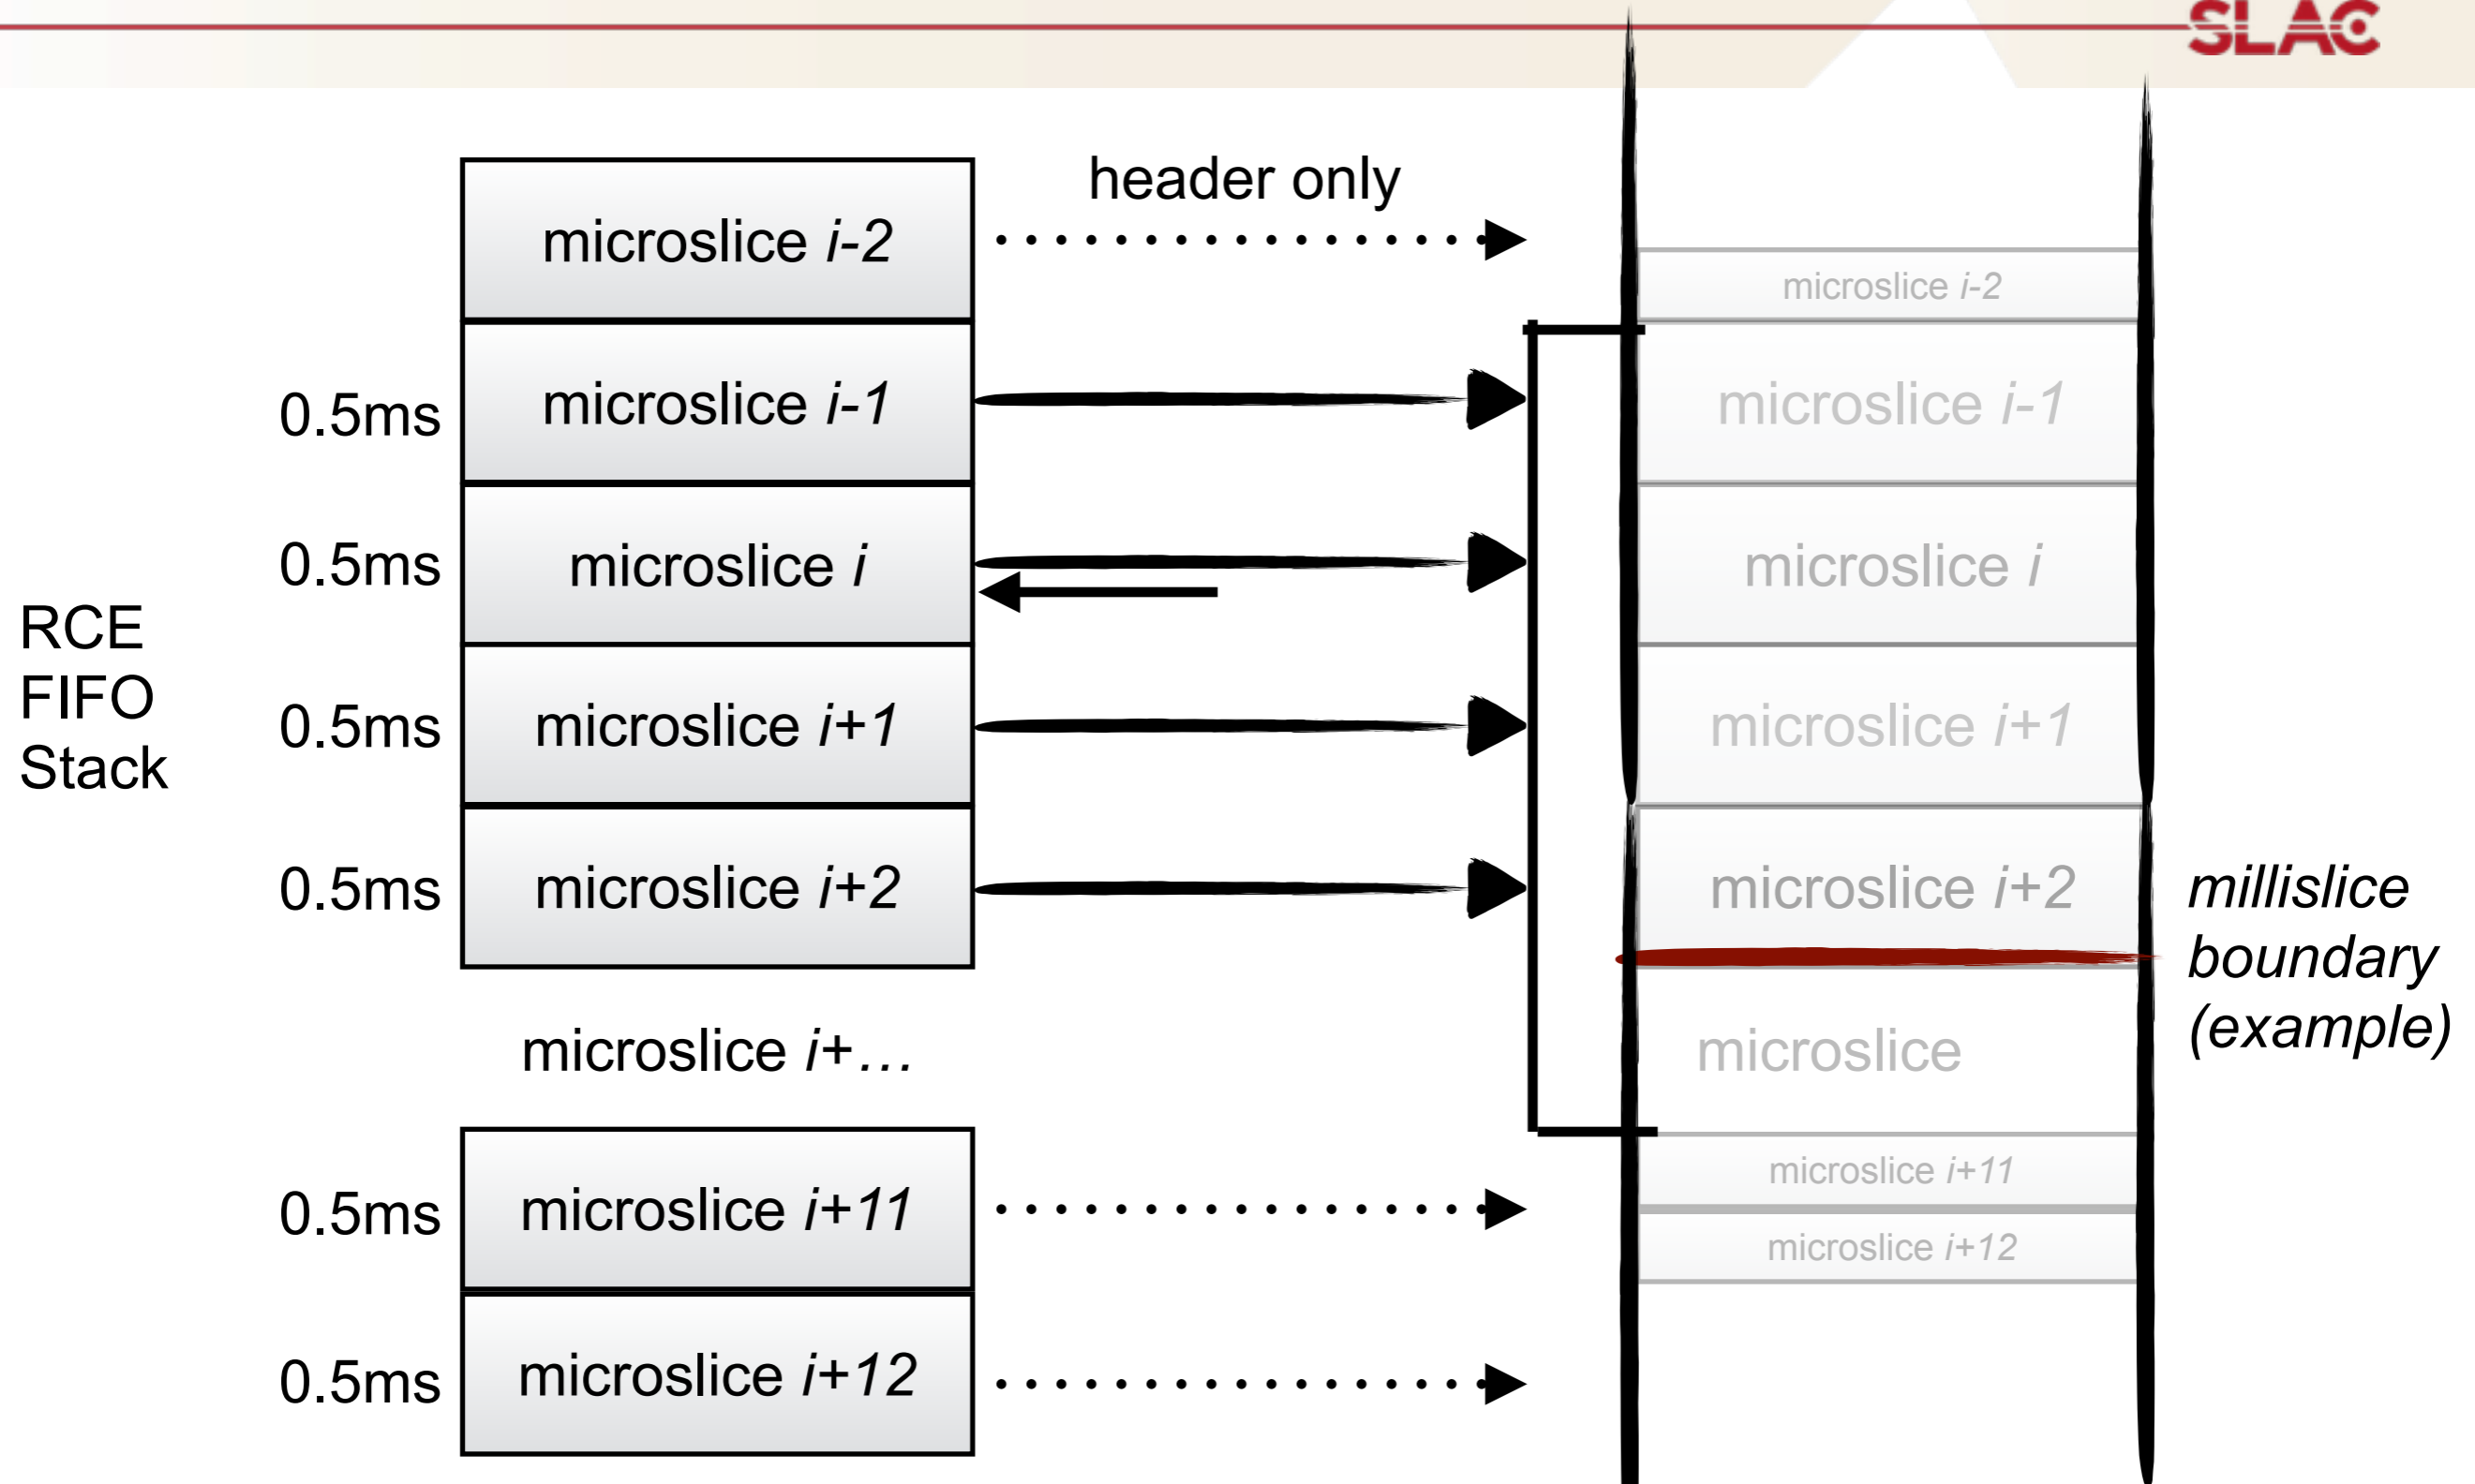 SLAC
header only
microslice i-2
microslice i-2
0.5ms
microslice i-1
microslice i-1
0.5ms
microslice i
microslice i
RCE
FIFO
Stack
0.5ms
microslice i+1
microslice i+1
0.5ms
microslice i+2
microslice i+2
millislice
boundary
(example)
microslice i+…
microslice
0.5ms
microslice i+11
microslice i+11
microslice i+12
0.5ms
microslice i+12